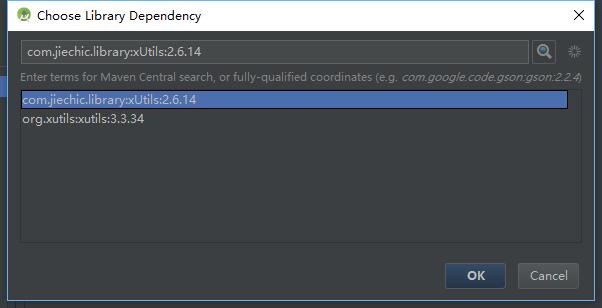 Choose Library Dependency
com.jiechic.library:xUtils:2.6.14
Enter terms for Maven Central search, or fully-qualified coordinates (e.g. com.google.code.gson:gson:2.2.4)
com.jiechic.library:xUtils:2.6.14
org.xutils:xutils:3.3.34
OK Cancel